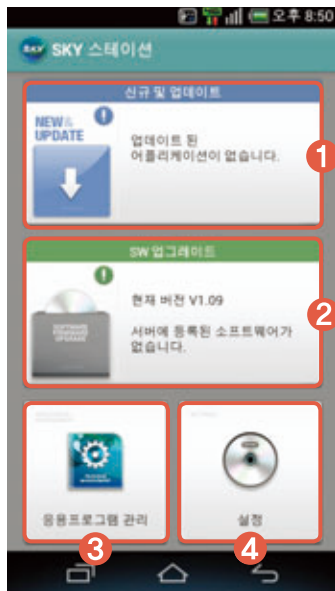 오후 8:50
SKY SKY 스테이션
신규 및 업데이트
NEW &
UPDATE
업데이트 된
어플리케이션이 없습니다.
1
SW 업그레이드
현재 버전 V1.09
서버에 등록된 소프트웨어가
없습니다.
SOFTWARE
UPGRADE
2
응용프로그램 관리
설정
3
4